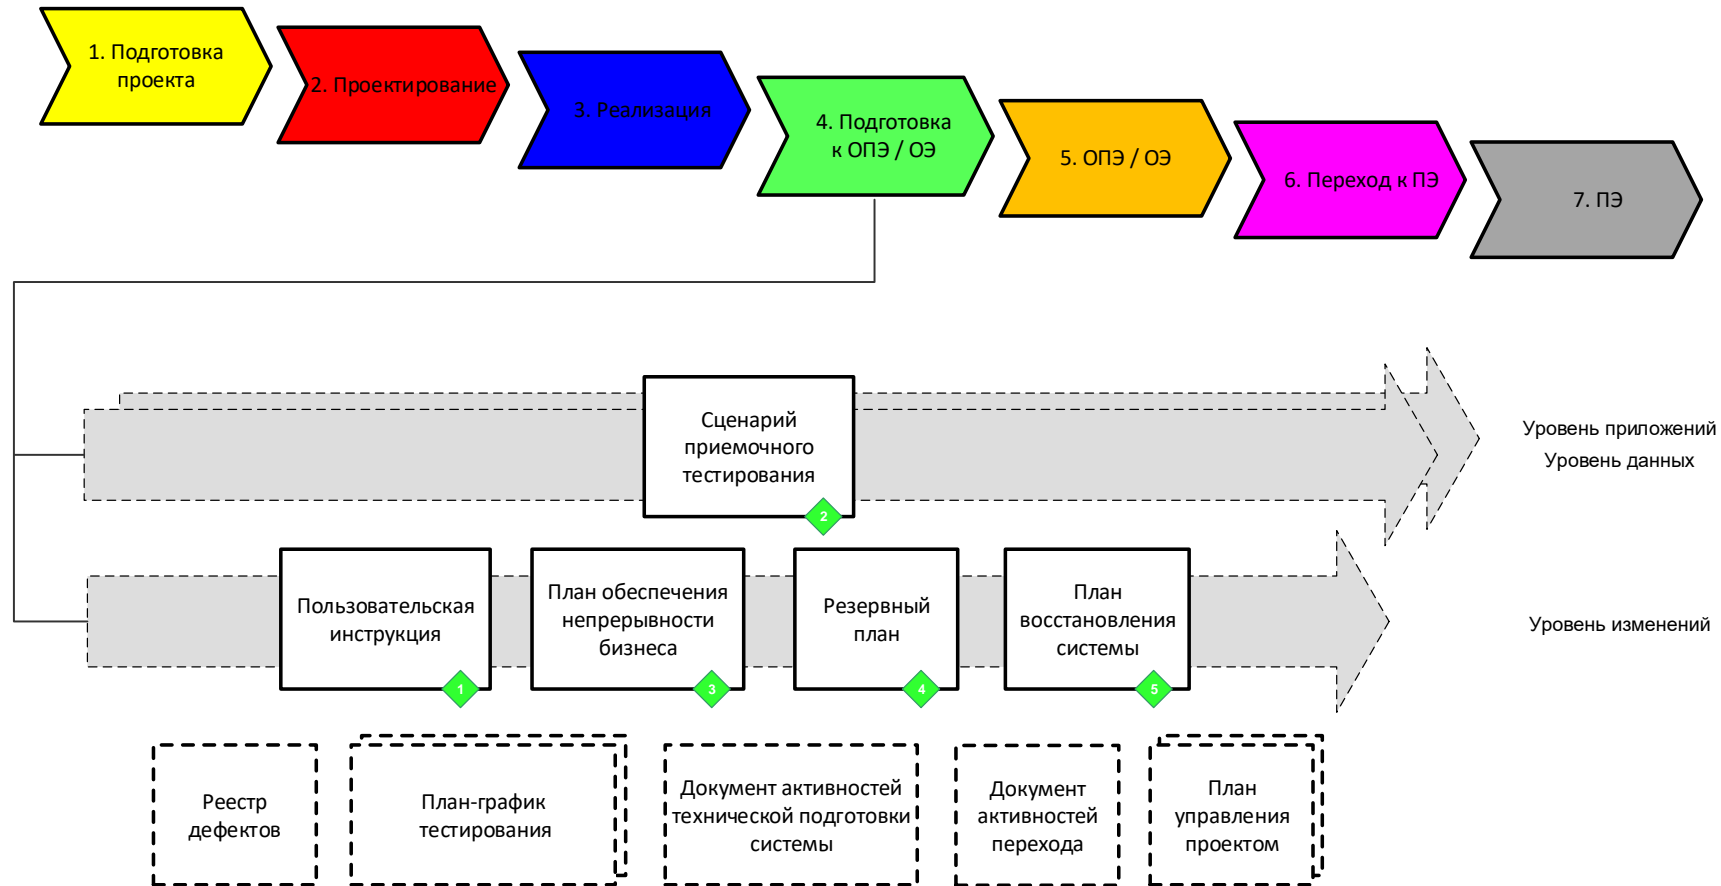 1. Подготовка
проекта
2. Проектирование
3. Реализация
4. Подготовка
к ОПЭ / ОЭ
5. ОПЭ / ОЭ
6. Переход к ПЭ
7. ПЭ
Сценарий
приемочного
тестирования
2
Уровень приложений
Уровень данных
Пользовательская
инструкция
1
План обеспечения
непрерывности
бизнеса
3
Резервный
план
4
План
восстановления
системы
5
Уровень изменений
Реестр
дефектов
План-график
тестирования
Документ активностей
технической подготовки
системы
Документ
активностей
перехода
План
управления
проектом